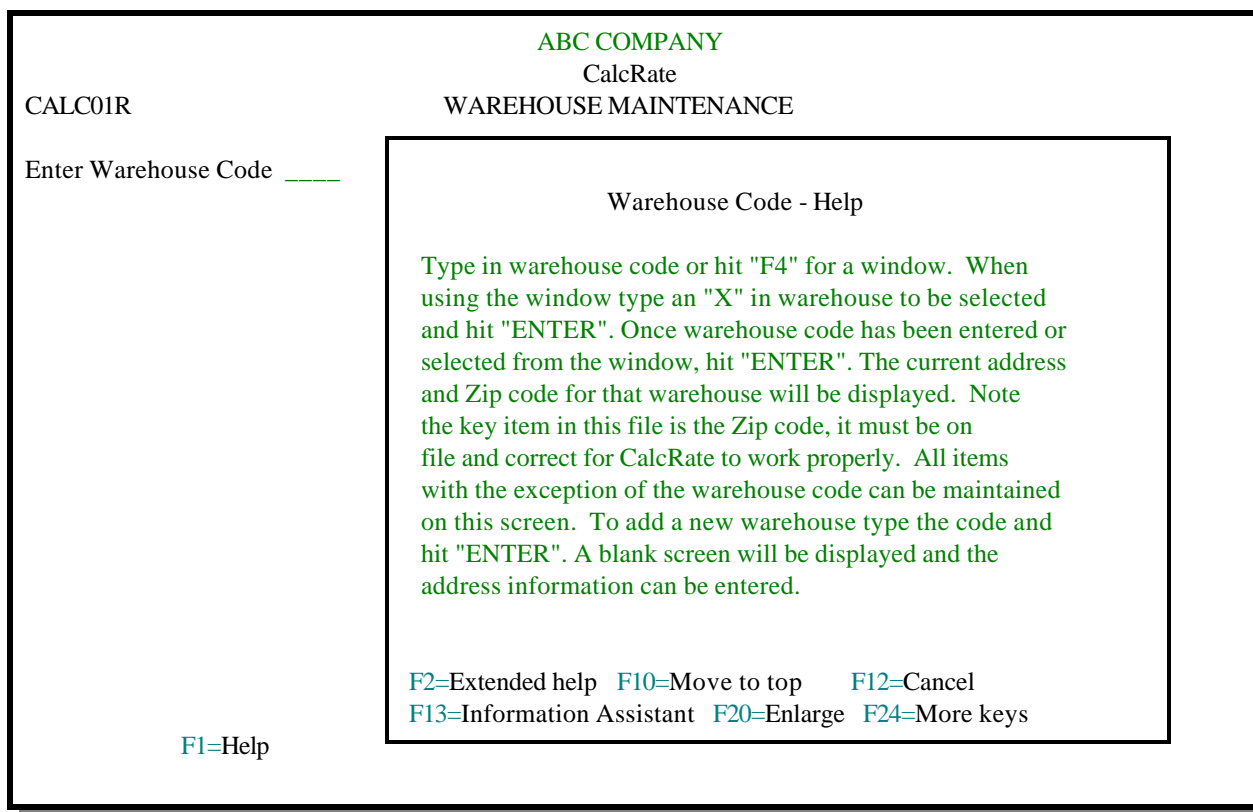 ABC COMPANY
CalcRate
CALC01R WAREHOUSE MAINTENANCE
Enter Warehouse Code ____
Warehouse Code - Help
Type in warehouse code or hit "F4" for a window. When
using the window type an "X" in warehouse to be selected
and hit "ENTER". Once warehouse code has been entered or
selected from the window, hit "ENTER". The current address
and Zip code for that warehouse will be displayed. Note
the key item in this file is the Zip code, it must be on
file and correct for CalcRate to work properly. All items
with the exception of the warehouse code can be maintained
on this screen. To add a new warehouse type the code and
hit "ENTER". A blank screen will be displayed and the
address information can be entered.
F2=Extended help F10=Move to top F12=Cancel
F13=Information Assistant F20=Enlarge F24=More keys
F1=Help